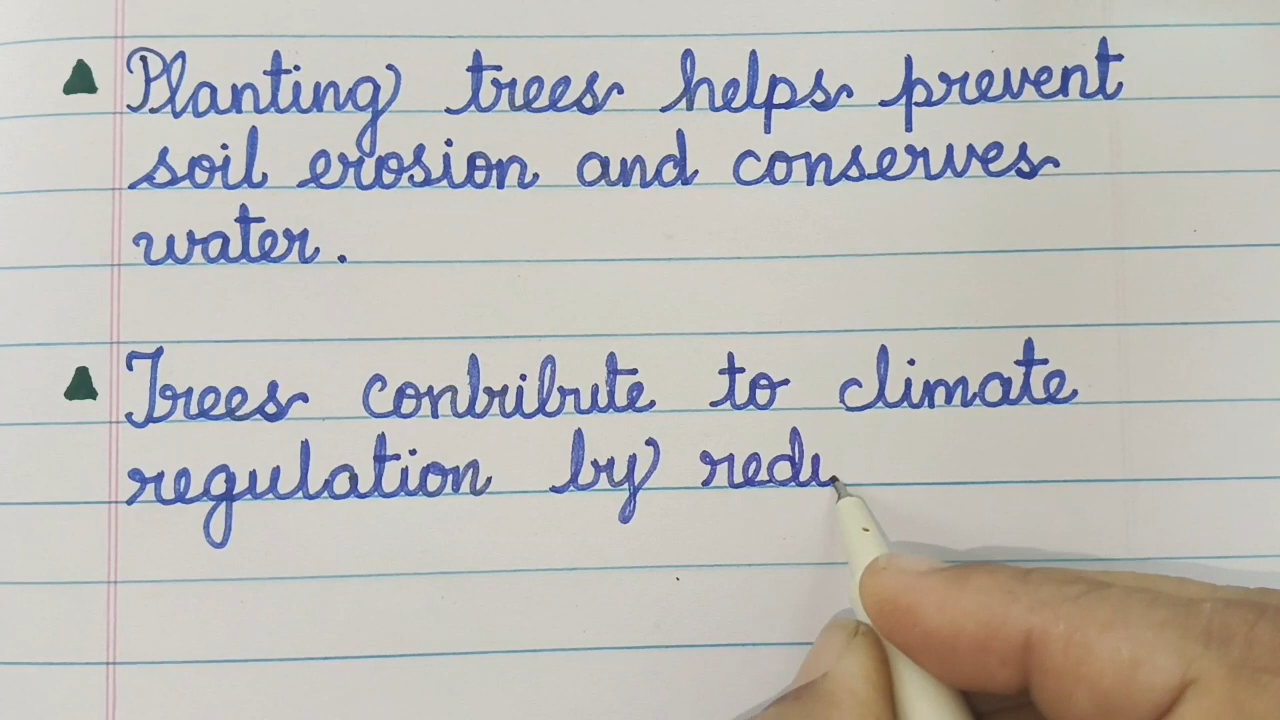 Planting trees helps prevent
soil erosion and conserves
water.
Trees contribute to climate
regulation by redu